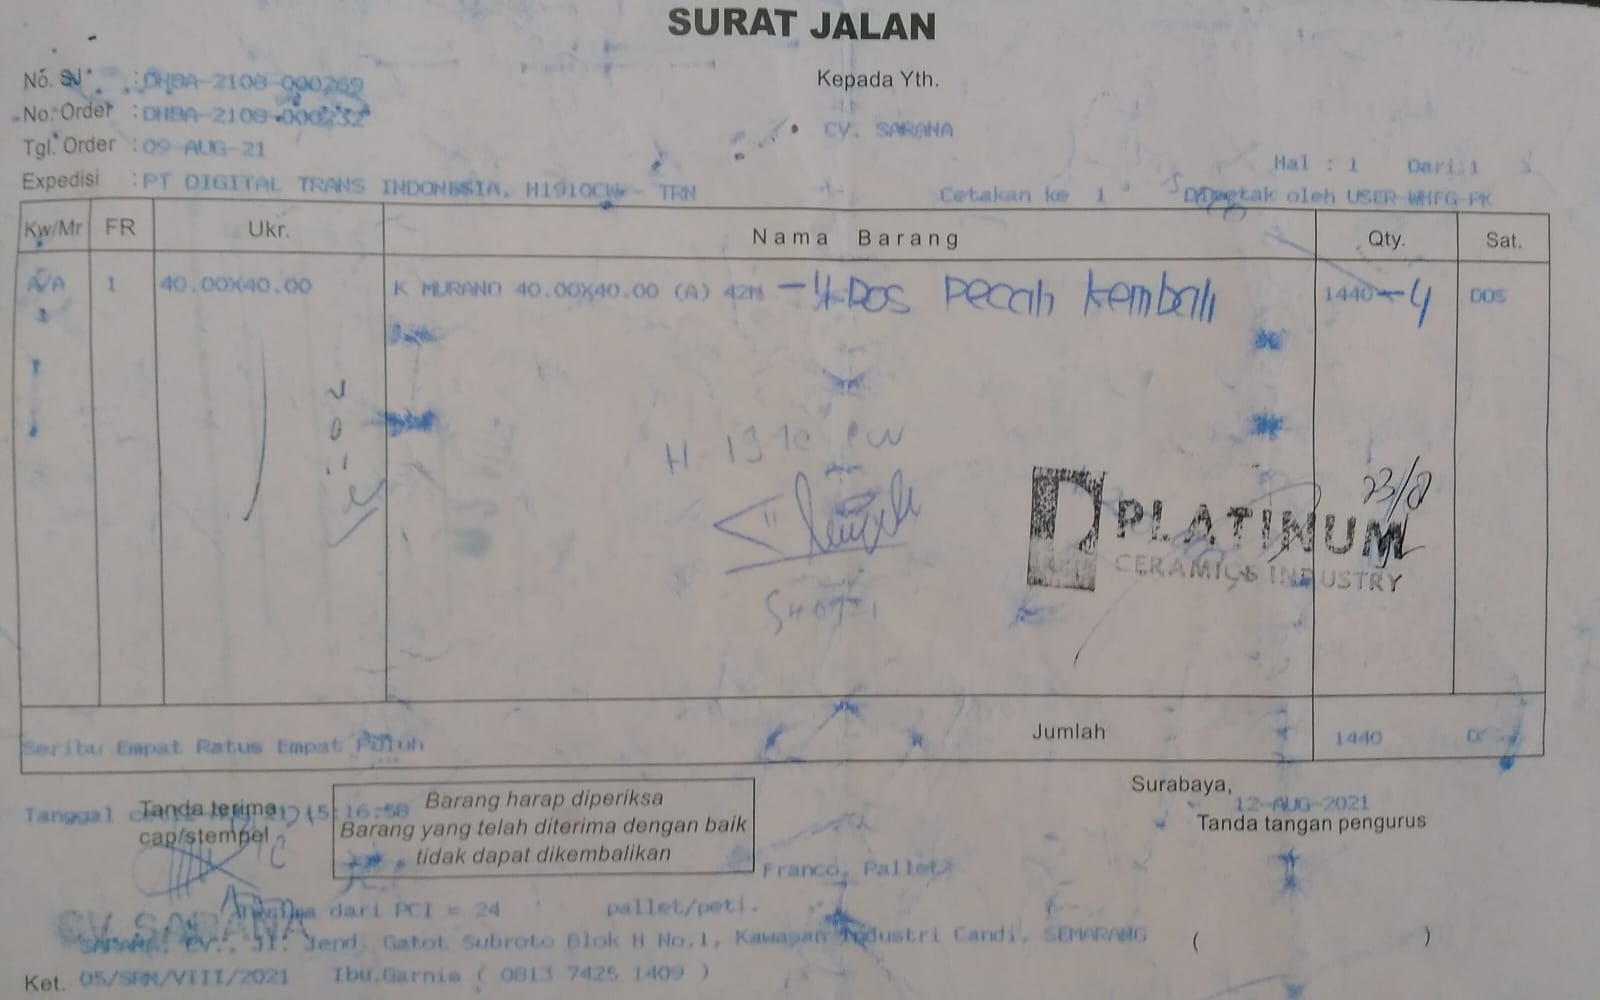 SURAT JALAN
No. SJ : DHBA-2108-000269
No. Order : DHBA-2108-000232
Tgl. Order : 09-AUG-21
Expedisi : PT DIGITAL TRANS INDONESIA, H1910CW - TRN
Kepada Yth.
CV. SARANA
Hal : 1 Dari 1
Cetakan ke 1 Dicetak oleh USER-WHFG-PK
Kw/Mr FR Ukr. Nama Barang Qty. Sat.
A/A 1 40.00X40.00 K MURANO 40.00X40.00 (A) 42M - 4 Dos Pecah kembali 1440 - 4 DOS
H 1910 CW
23/8
PLATINUM
CERAMICS INDUSTRY
Seribu Empat Ratus Empat Puluh Jumlah 1440
Surabaya,
12-AUG-2021
Tanda tangan pengurus
Tanggal 15:16:58
Tanda terima
cap/stempel
Barang harap diperiksa
Barang yang telah diterima dengan baik
tidak dapat dikembalikan
Franco, Pallet
dari PCI = 24 pallet/peti.
CV. SARANA
SARANA, CV., Jl. Jend. Gatot Subroto Blok H No.1, Kawasan Industri Candi, SEMARANG ( )
Ket. 05/SRN/VIII/2021 Ibu.Garnis ( 0813 7425 1409 )